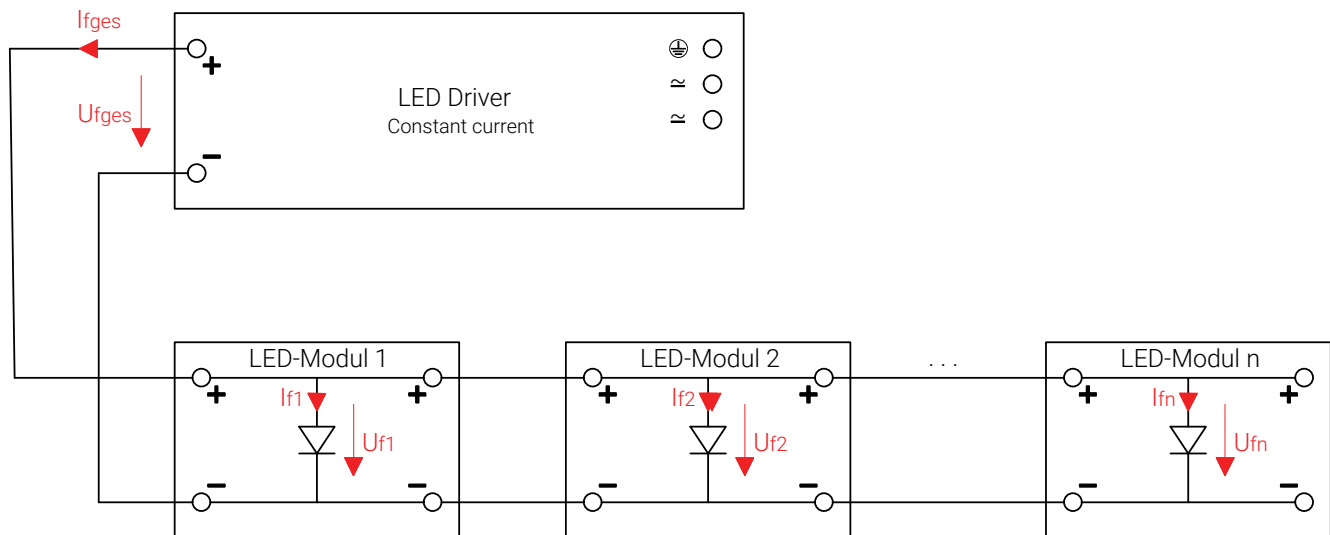 Ifges
+
Ufges
−
LED Driver
Constant current
≃
≃
LED-Modul 1
+ +
If1
Uf1
− −
LED-Modul 2
+ +
If2
Uf2
− −
. . .
LED-Modul n
+ +
Ifn
Ufn
− −